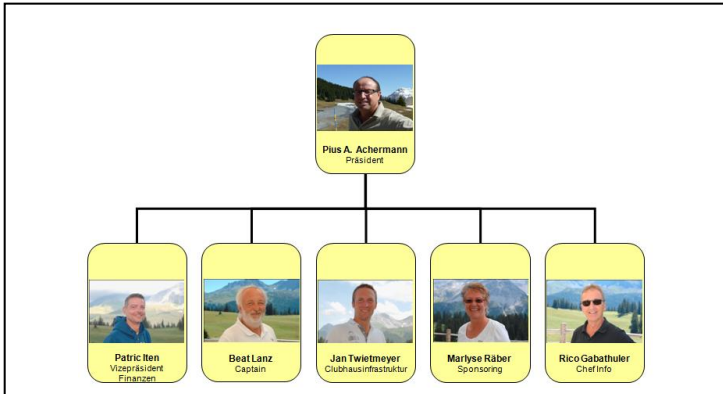 Pius A. Achermann
Präsident
Patric Iten
Vizepräsident
Finanzen
Beat Lanz
Captain
Jan Twietmeyer
Clubhausinfrastruktur
Marlyse Räber
Sponsoring
Rico Gabathuler
Chef Info